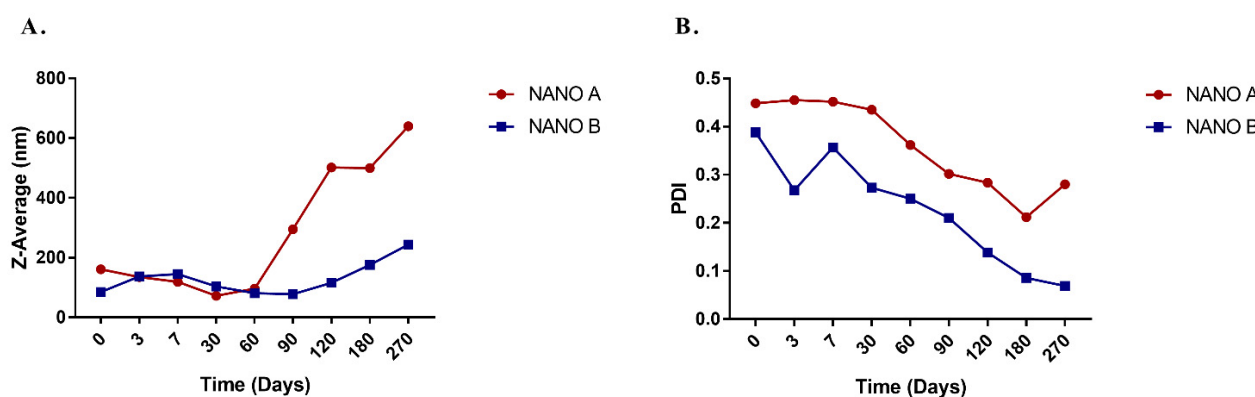 A.
800
600
400
200
0
Z-Average (nm)
0 3 7 30 60 90 120 180 270
Time (Days)
NANO A
NANO B
B.
0.5
0.4
0.3
0.2
0.1
0.0
PDI
0 3 7 30 60 90 120 180 270
Time (Days)
NANO A
NANO B